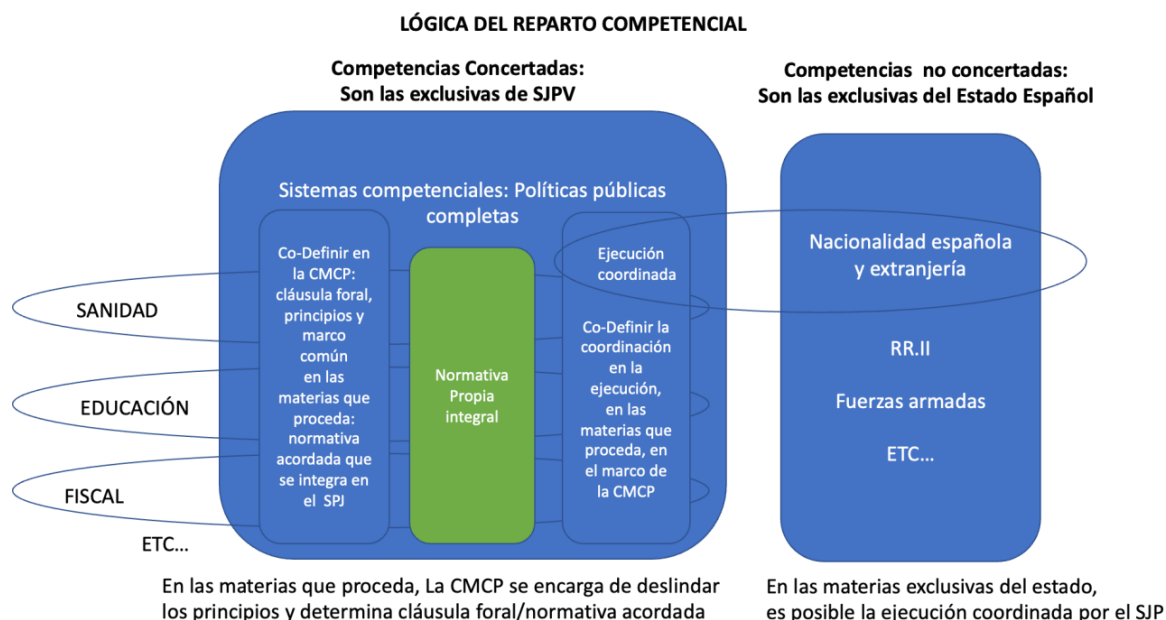 LÓGICA DEL REPARTO COMPETENCIAL
Competencias Concertadas:
Son las exclusivas de SJPV
Competencias no concertadas:
Son las exclusivas del Estado Español
Sistemas competenciales: Políticas públicas
completas
Co-Definir en
la CMCP:
cláusula foral,
principios y
marco
común
en las
materias que
proceda:
normativa
acordada que
se integra en
el SPJ
Normativa
Propia
integral
Ejecución
coordinada
Co-Definir la
coordinación
en la
ejecución,
en las
materias que
proceda, en
el marco de
la CMCP
Nacionalidad española
y extranjería
RR.II
Fuerzas armadas
ETC...
SANIDAD
EDUCACIÓN
FISCAL
ETC...
En las materias que proceda, La CMCP se encarga de deslindar
los principios y determina cláusula foral/normativa acordada
En las materias exclusivas del estado,
es posible la ejecución coordinada por el SJP